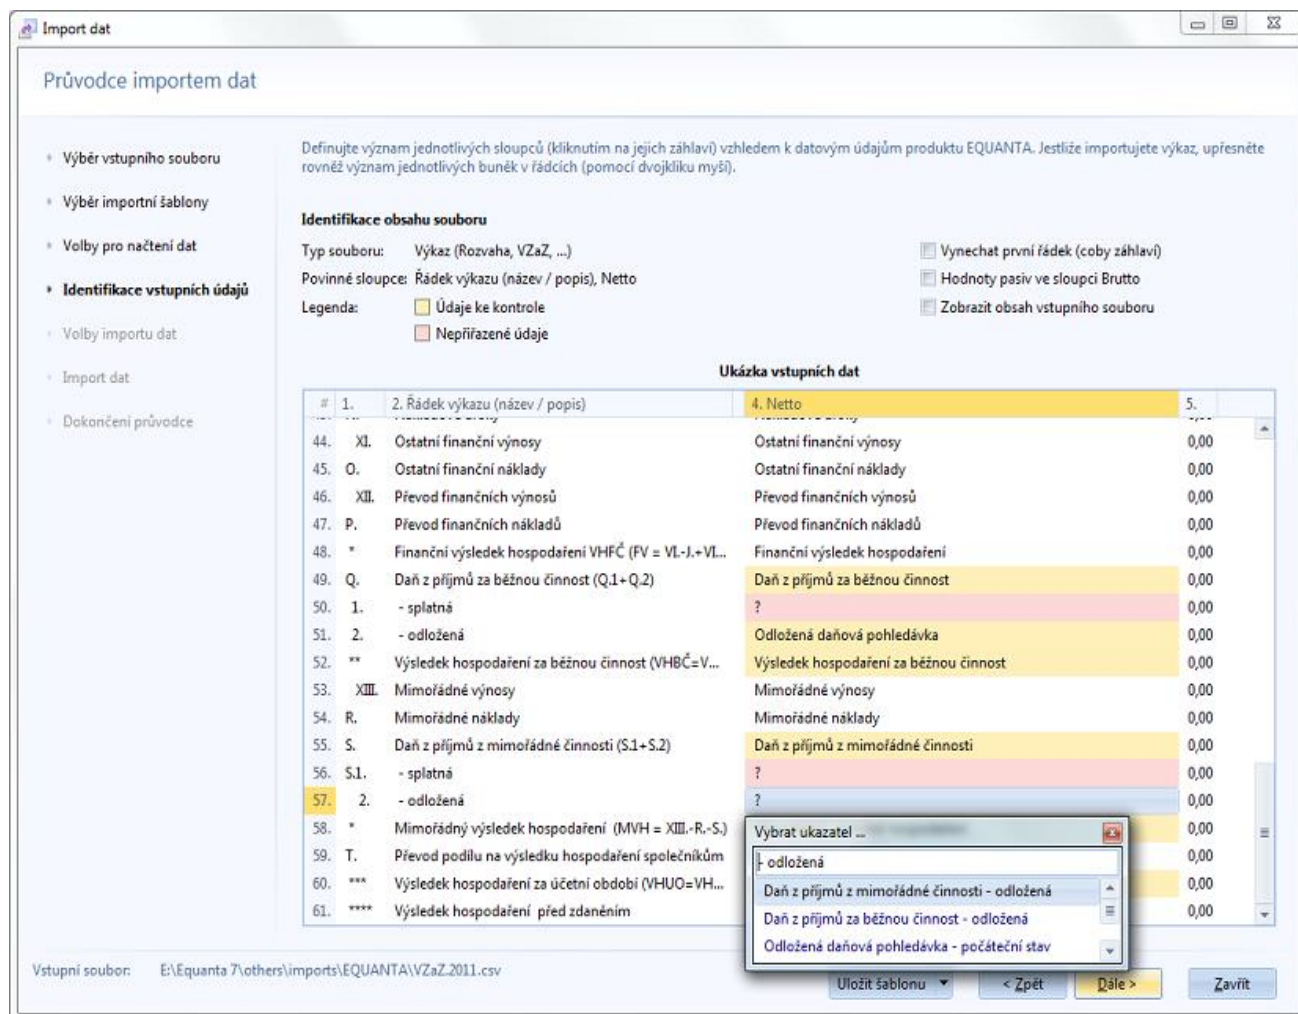 Import dat
Průvodce importem dat
Výběr vstupního souboru
Výběr importní šablony
Volby pro načtení dat
Identifikace vstupních údajů
Volby importu dat
Import dat
Dokončení průvodce
Definujte význam jednotlivých sloupců (kliknutím na jejich záhlaví) vzhledem k datovým údajům produktu EQUANTA. Jestliže importujete výkaz, upřesněte
rovněž význam jednotlivých buněk v řádcích (pomocí dvojkliku myší).
Identifikace obsahu souboru
Typ souboru: Výkaz (Rozvaha, VZaZ, ...)
Povinné sloupce: Řádek výkazu (název / popis), Netto
Legenda: Údaje ke kontrole
Nepřiřazené údaje
Vynechat první řádek (coby záhlaví)
Hodnoty pasiv ve sloupci Brutto
Zobrazit obsah vstupního souboru
Ukázka vstupních dat
# 1. 2. Řádek výkazu (název / popis) 4. Netto 5.
44. XI. Ostatní finanční výnosy Ostatní finanční výnosy 0,00
45. O. Ostatní finanční náklady Ostatní finanční náklady 0,00
46. XII. Převod finančních výnosů Převod finančních výnosů 0,00
47. P. Převod finančních nákladů Převod finančních nákladů 0,00
48. * Finanční výsledek hospodaření VHFČ (FV = VI.-J.+VI... Finanční výsledek hospodaření 0,00
49. Q. Daň z příjmů za běžnou činnost (Q.1+Q.2) Daň z příjmů za běžnou činnost 0,00
50. 1. - splatná ? 0,00
51. 2. - odložená Odložená daňová pohledávka 0,00
52. ** Výsledek hospodaření za běžnou činnost (VHBČ=V... Výsledek hospodaření za běžnou činnost 0,00
53. XIII. Mimořádné výnosy Mimořádné výnosy 0,00
54. R. Mimořádné náklady Mimořádné náklady 0,00
55. S. Daň z příjmů z mimořádné činnosti (S.1+S.2) Daň z příjmů z mimořádné činnosti 0,00
56. S.1. - splatná ? 0,00
57. 2. - odložená ? 0,00
58. * Mimořádný výsledek hospodaření (MVH = XIII.-R.-S.) 0,00
59. T. Převod podílu na výsledku hospodaření společníkům 0,00
60. *** Výsledek hospodaření za účetní období (VHUO=VH... 0,00
61. **** Výsledek hospodaření před zdaněním 0,00
Vybrat ukazatel ...
- odložená
Daň z příjmů z mimořádné činnosti - odložená
Daň z příjmů za běžnou činnost - odložená
Odložená daňová pohledávka - počáteční stav
Vstupní soubor: E:\Equanta 7\others\imports\EQUANTA\VZaZ.2011.csv
Uložit šablonu < Zpět Dále > Zavřít